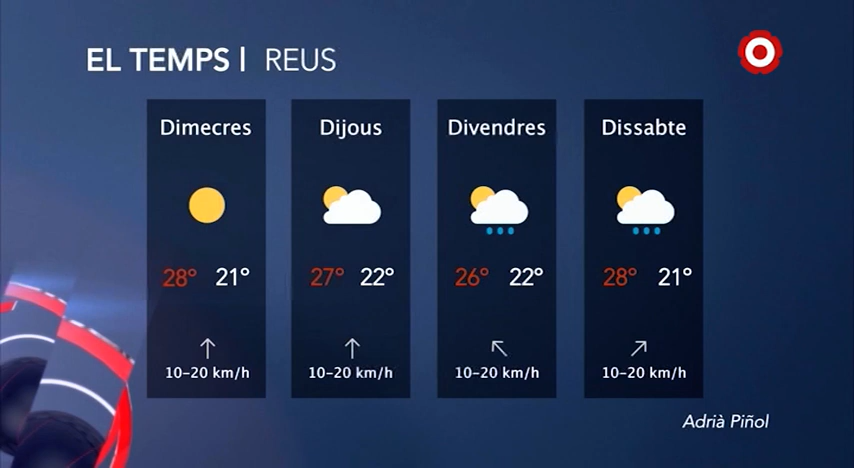 EL TEMPS | REUS
Dimecres
28° 21°
10-20 km/h
Dijous
27° 22°
10-20 km/h
Divendres
26° 22°
10-20 km/h
Dissabte
28° 21°
10-20 km/h
Adrià Piñol